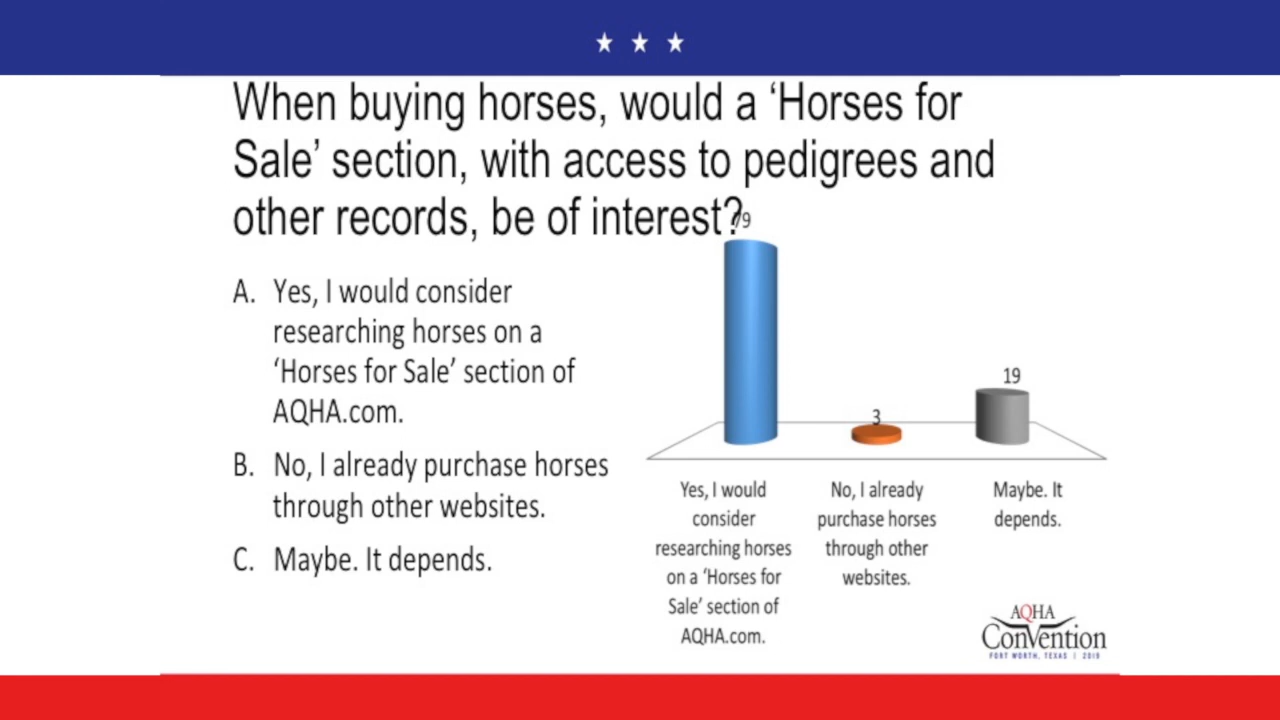 When buying horses, would a ‘Horses for
Sale’ section, with access to pedigrees and
other records, be of interest?
A. Yes, I would consider
researching horses on a
‘Horses for Sale’ section of
AQHA.com.
B. No, I already purchase horses
through other websites.
C. Maybe. It depends.
3
19
Yes, I would
consider
researching horses
on a ‘Horses for
Sale’ section of
AQHA.com.
No, I already
purchase horses
through other
websites.
Maybe. It
depends.
AQHA
Convention
FORT WORTH, TEXAS | 2019